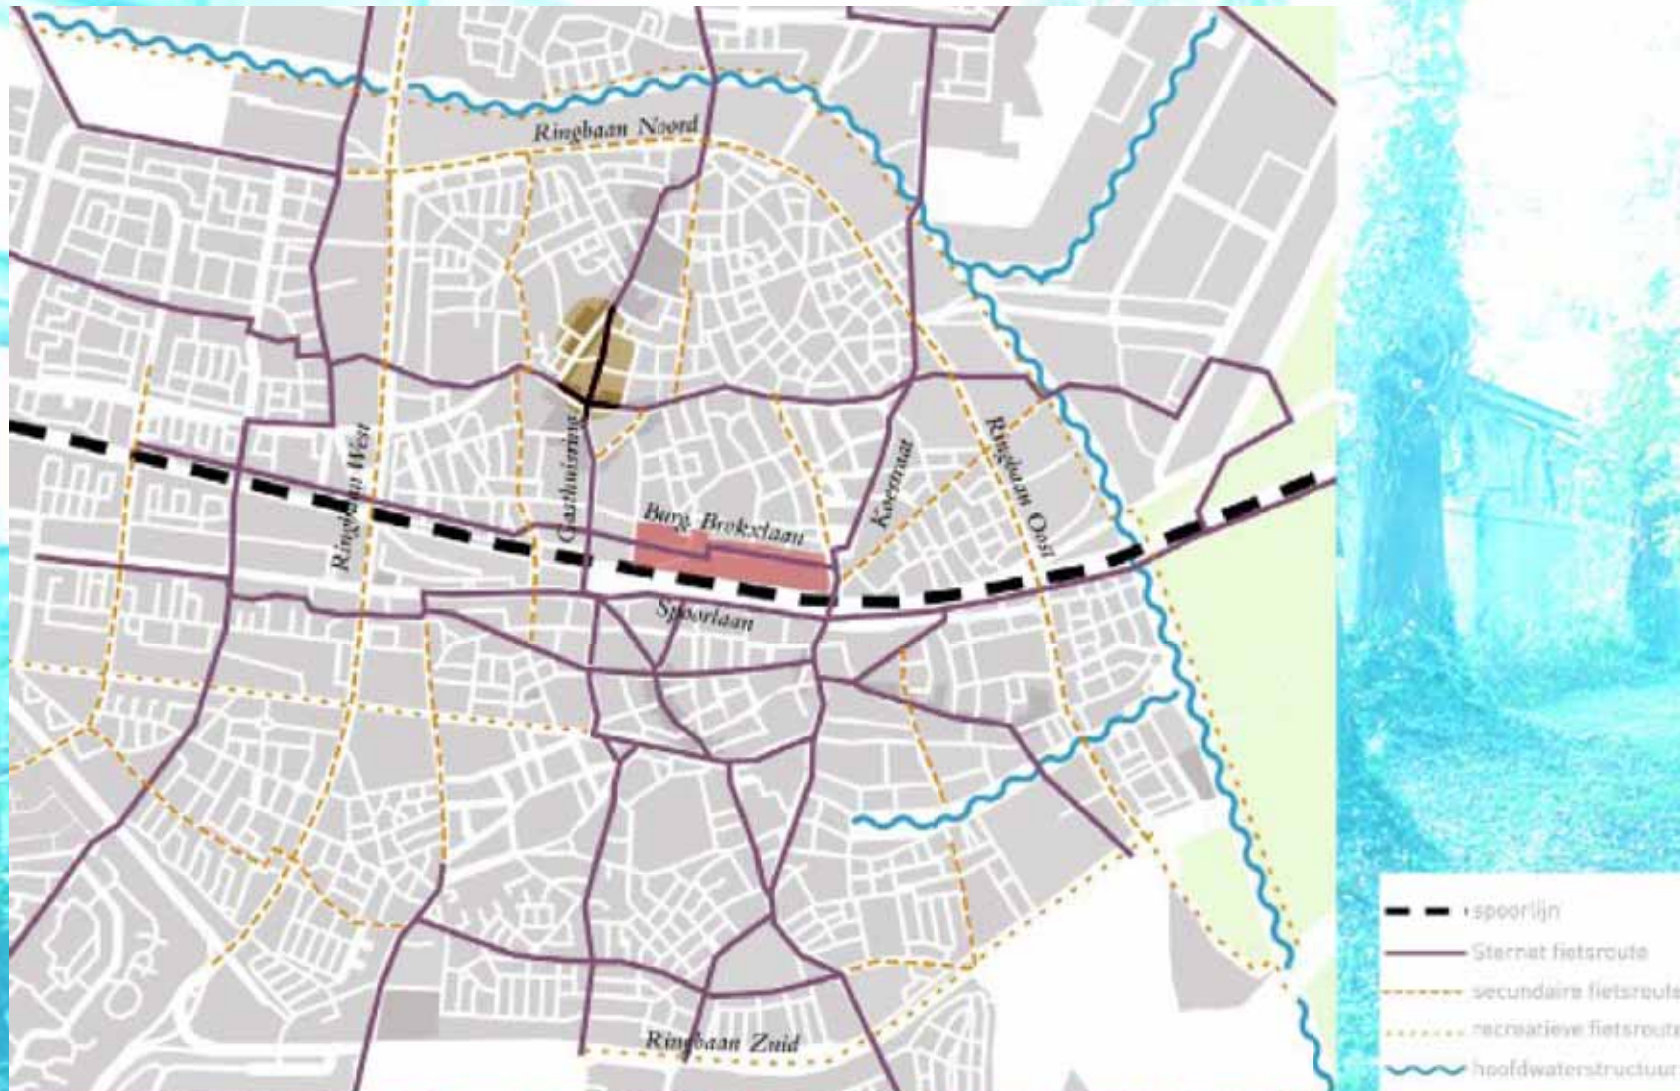 Ringbaan Noord
Ringbaan West
Gasthuisring
Burg. Brokxlaan
Koestraat
Ringbaan Oost
Spoorlaan
Ringbaan Zuid
spoorlijn
Sternet fietsroute
secundaire fietsroute
recreatieve fietsroute
hoofdwaterstructuur